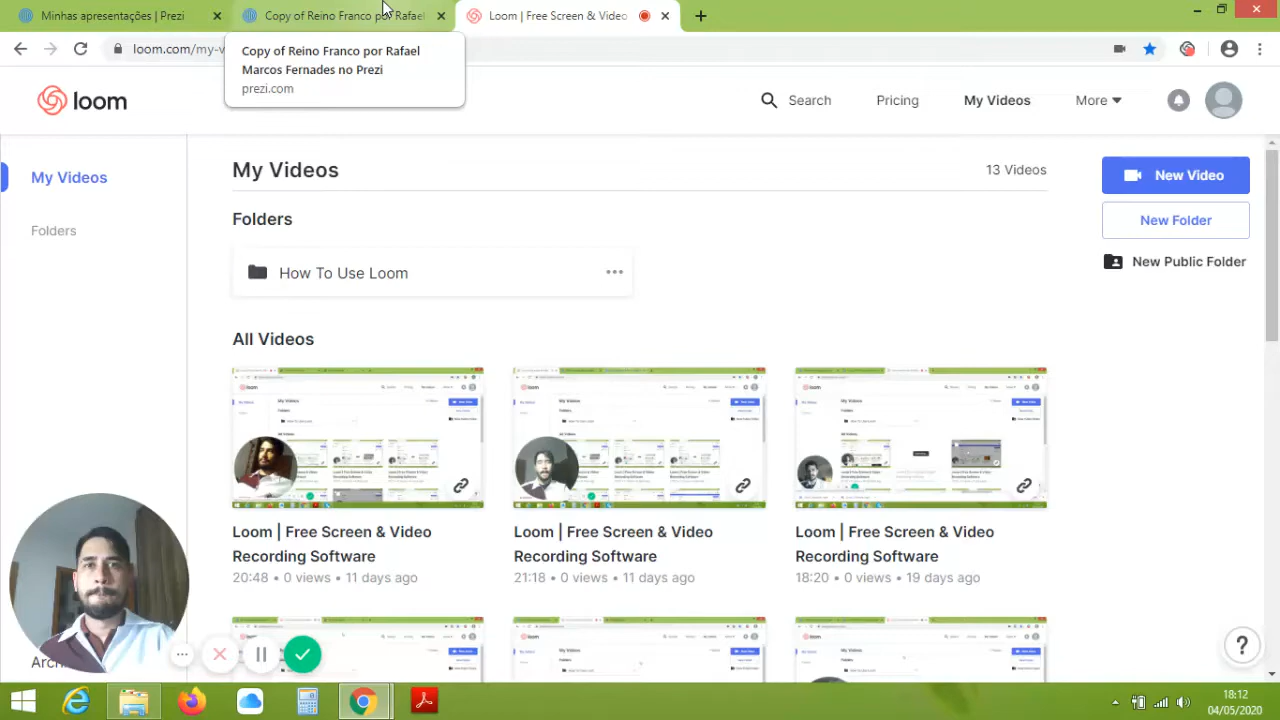 Minhas apresentações | Prezi
Copy of Reino Franco por Rafael
Loom | Free Screen & Video
loom.com/my-v
Copy of Reino Franco por Rafael
Marcos Fernades no Prezi
prezi.com
loom
Search
Pricing
My Videos
More
My Videos
Folders
My Videos
13 Videos
New Video
New Folder
New Public Folder
Folders
How To Use Loom
All Videos
Loom | Free Screen & Video
Recording Software
20:48 • 0 views • 11 days ago
Loom | Free Screen & Video
Recording Software
21:18 • 0 views • 11 days ago
Loom | Free Screen & Video
Recording Software
18:20 • 0 views • 19 days ago
?
18:12
04/05/2020